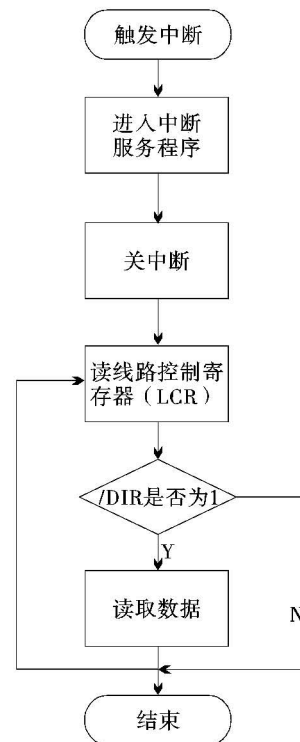 触发中断
进入中断
服务程序
关中断
读线路控制寄
存器（LCR）
/DIR是否为1
Y
读取数据
N
结束